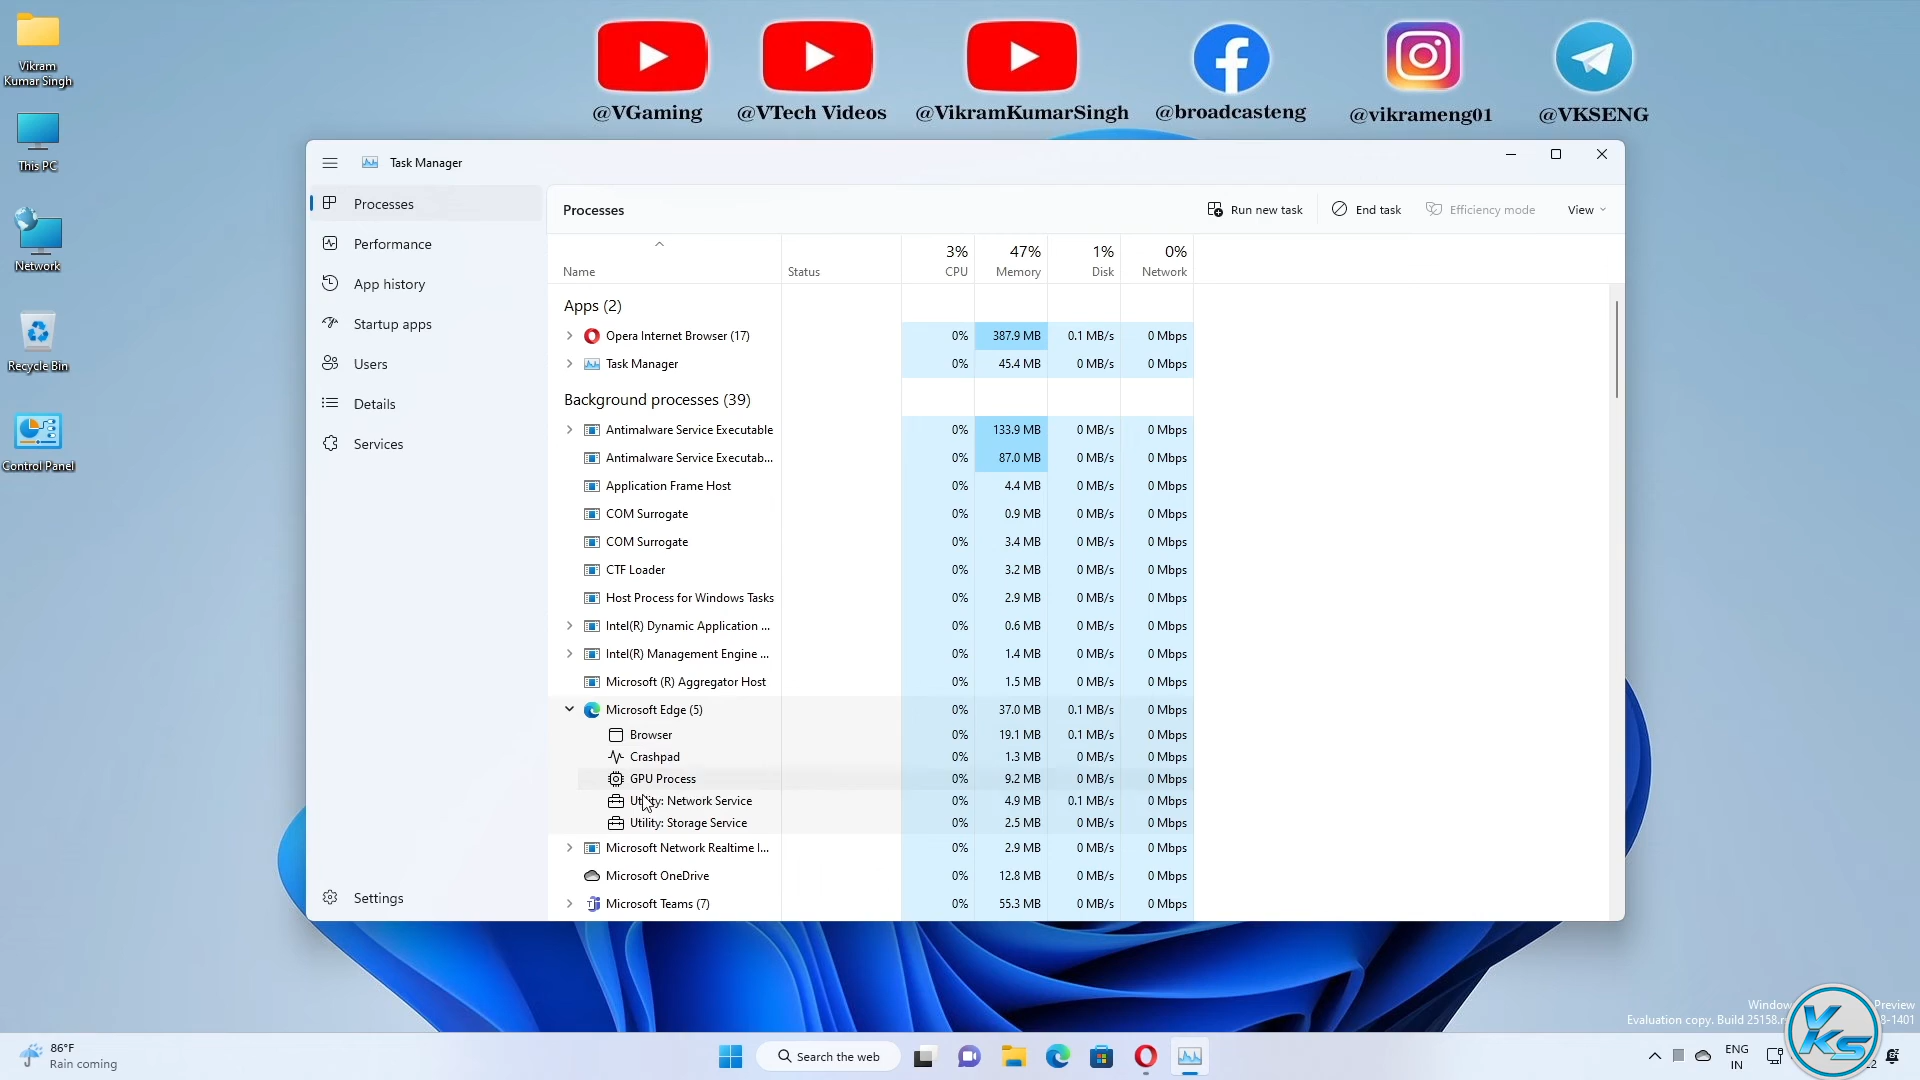 Vikram
Kumar Singh
This PC
Network
Recycle Bin
Control Panel
@VGaming
@VTech Videos
@VikramKumarSingh
@broadcasteng
@vikrameng01
@VKSENG
Task Manager
Processes
Performance
App history
Startup apps
Users
Details
Services
Settings
Processes
Run new task
End task
Efficiency mode
View
3% 47% 1% 0%
Name Status CPU Memory Disk Network
Apps (2)
Opera Internet Browser (17) 0% 387.9 MB 0.1 MB/s 0 Mbps
Task Manager 0% 45.4 MB 0 MB/s 0 Mbps
Background processes (39)
Antimalware Service Executable 0% 133.9 MB 0 MB/s 0 Mbps
Antimalware Service Executab... 0% 87.0 MB 0 MB/s 0 Mbps
Application Frame Host 0% 4.4 MB 0 MB/s 0 Mbps
COM Surrogate 0% 0.9 MB 0 MB/s 0 Mbps
COM Surrogate 0% 3.4 MB 0 MB/s 0 Mbps
CTF Loader 0% 3.2 MB 0 MB/s 0 Mbps
Host Process for Windows Tasks 0% 2.9 MB 0 MB/s 0 Mbps
Intel(R) Dynamic Application ... 0% 0.6 MB 0 MB/s 0 Mbps
Intel(R) Management Engine ... 0% 1.4 MB 0 MB/s 0 Mbps
Microsoft (R) Aggregator Host 0% 1.5 MB 0 MB/s 0 Mbps
Microsoft Edge (5) 0% 37.0 MB 0.1 MB/s 0 Mbps
Browser 0% 19.1 MB 0.1 MB/s 0 Mbps
Crashpad 0% 1.3 MB 0 MB/s 0 Mbps
GPU Process 0% 9.2 MB 0 MB/s 0 Mbps
Utility: Network Service 0% 4.9 MB 0.1 MB/s 0 Mbps
Utility: Storage Service 0% 2.5 MB 0 MB/s 0 Mbps
Microsoft Network Realtime I... 0% 2.9 MB 0 MB/s 0 Mbps
Microsoft OneDrive 0% 12.8 MB 0 MB/s 0 Mbps
Microsoft Teams (7) 0% 55.3 MB 0 MB/s 0 Mbps
Preview
Evaluation copy. Build 25158.
-1401
VKS
86°F
Rain coming
Search the web
ENG
IN